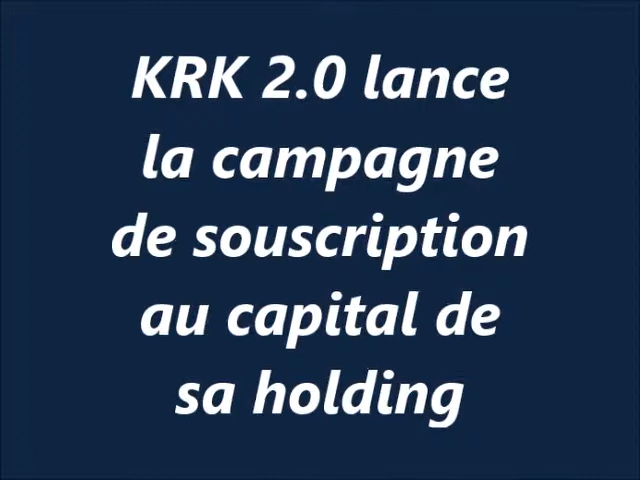 KRK 2.0 lance
la campagne
de souscription
au capital de
sa holding